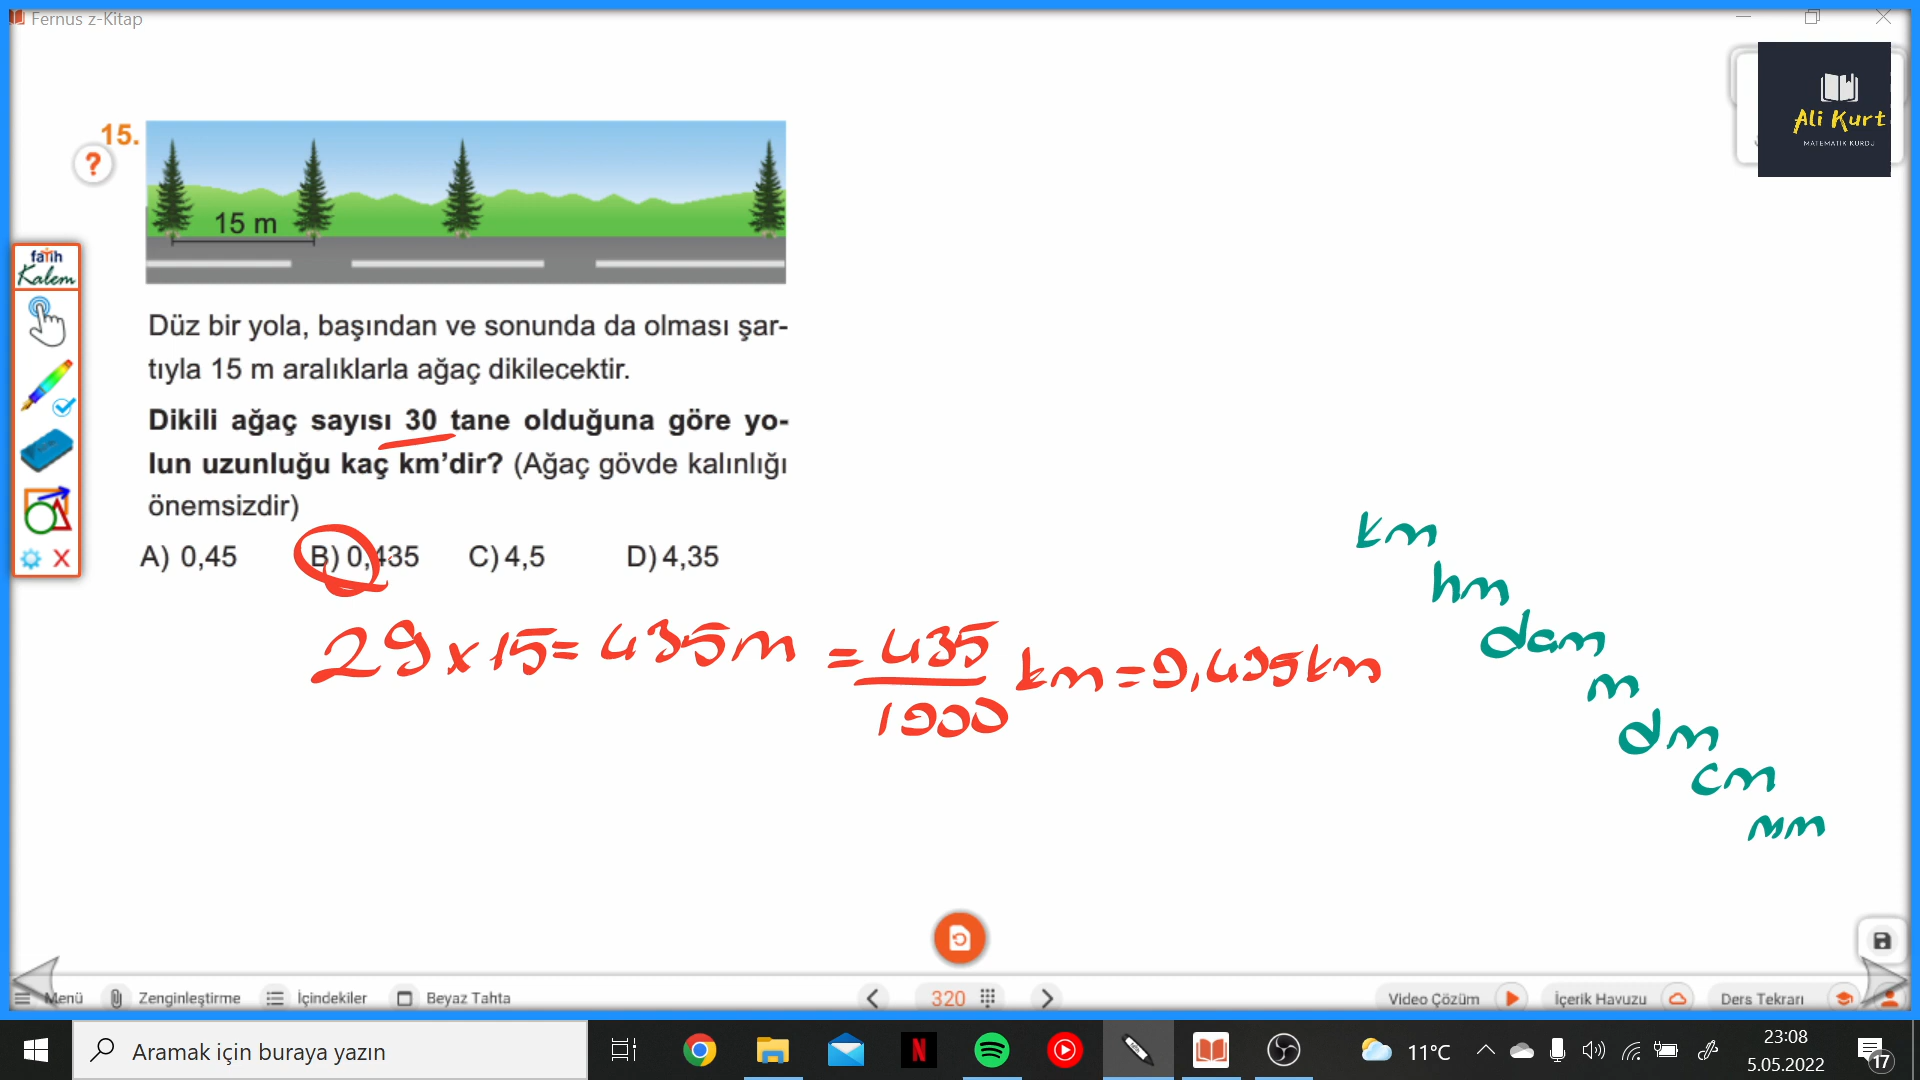 Fernus z-Kitap
Ali Kurt
MATEMATİK KURDU
15.
?
15 m
fatih
Kalem
Düz bir yola, başından ve sonunda da olması şar-
tıyla 15 m aralıklarla ağaç dikilecektir.
Dikili ağaç sayısı 30 tane olduğuna göre yo-
lun uzunluğu kaç km'dir? (Ağaç gövde kalınlığı
önemsizdir)
A) 0,45 B) 0,435 C) 4,5 D) 4,35
29 x 15 = 435 m = 435/1000 km = 0,435 km
km
hm
dam
m
dm
cm
mm
Menü Zenginleştirme İçindekiler Beyaz Tahta 320 Video Çözüm İçerik Havuzu Ders Tekrarı
Aramak için buraya yazın 11°C 23:08
5.05.2022 17